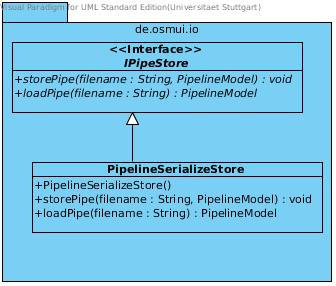 Visual Paradigm for UML Standard Edition(Universitaet Stuttgart)
de.osmui.io
<<Interface>>
IPipeStore
+storePipe(filename : String, PipelineModel) : void
+loadPipe(filename : String) : PipelineModel
PipelineSerializeStore
+PipelineSerializeStore()
+storePipe(filename : String, PipelineModel) : void
+loadPipe(filename : String) : PipelineModel